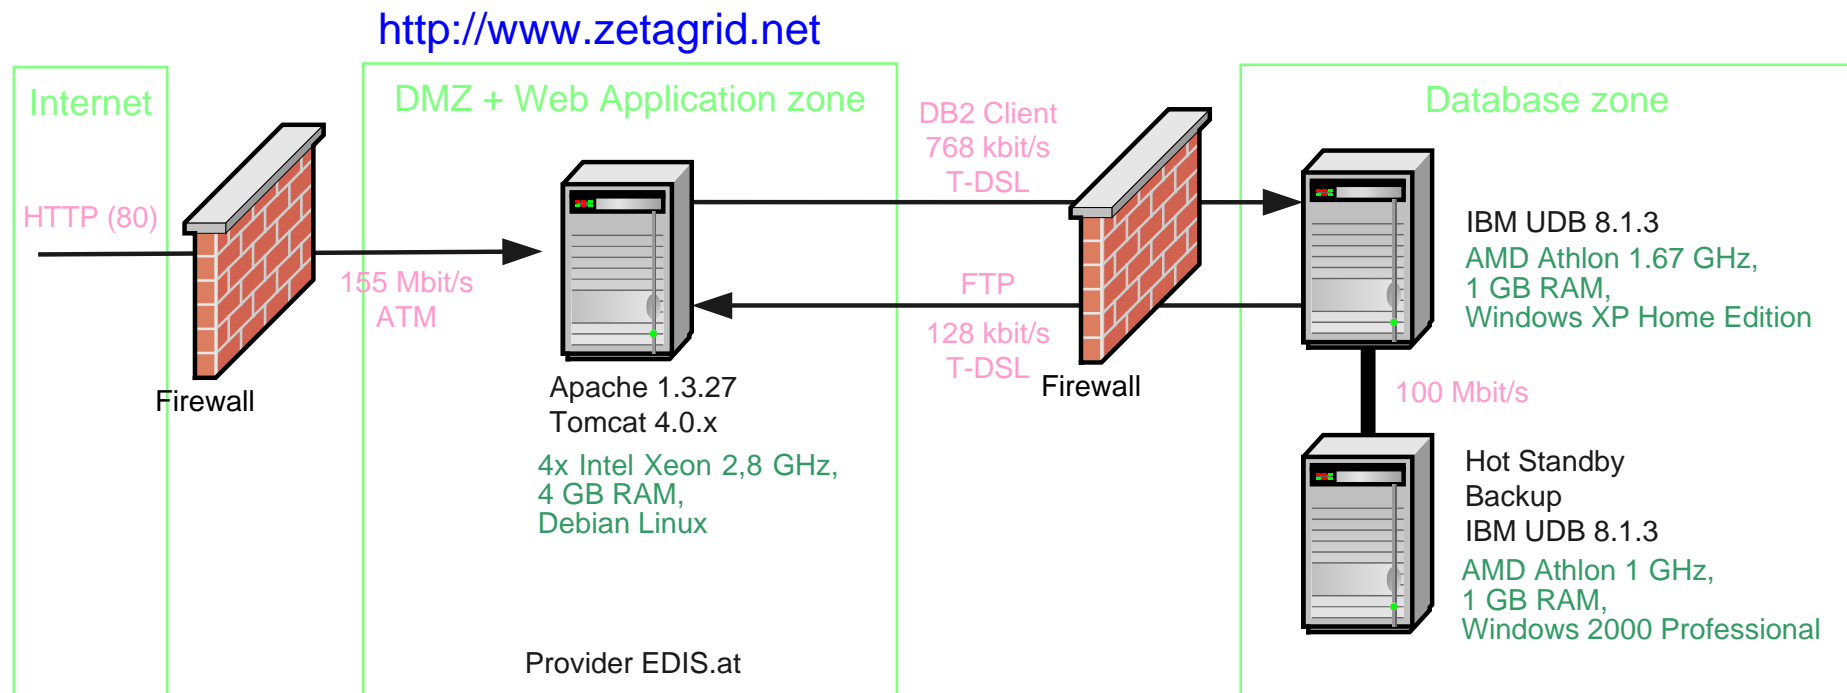 http://www.zetagrid.net
Internet
DMZ + Web Application zone
Database zone
HTTP (80)
155 Mbit/s
ATM
Firewall
Apache 1.3.27
Tomcat 4.0.x
4x Intel Xeon 2,8 GHz,
4 GB RAM,
Debian Linux
Provider EDIS.at
DB2 Client
768 kbit/s
T-DSL
FTP
128 kbit/s
T-DSL
Firewall
IBM UDB 8.1.3
AMD Athlon 1.67 GHz,
1 GB RAM,
Windows XP Home Edition
100 Mbit/s
Hot Standby
Backup
IBM UDB 8.1.3
AMD Athlon 1 GHz,
1 GB RAM,
Windows 2000 Professional